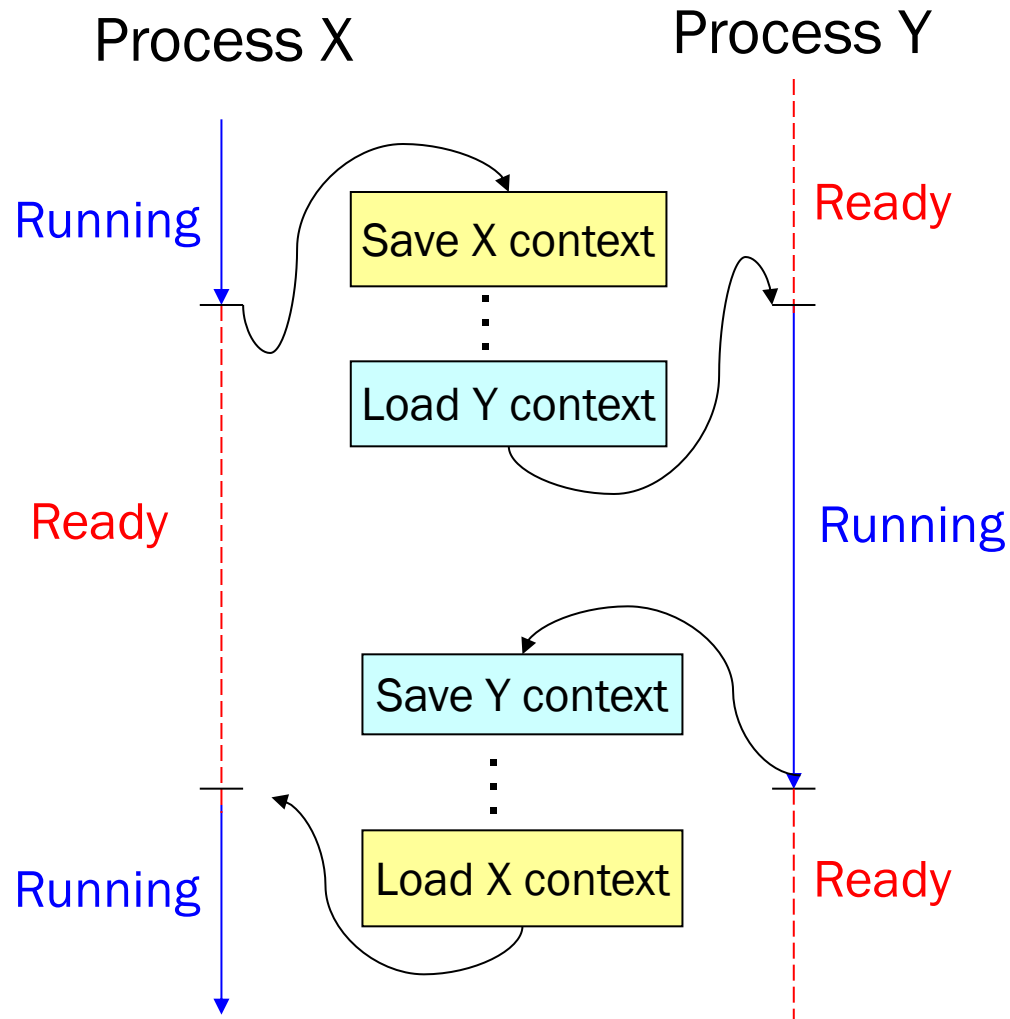 Process X
Process Y
Running
Save X context
Ready
Load Y context
Ready
Running
Save Y context
Running
Load X context
Ready